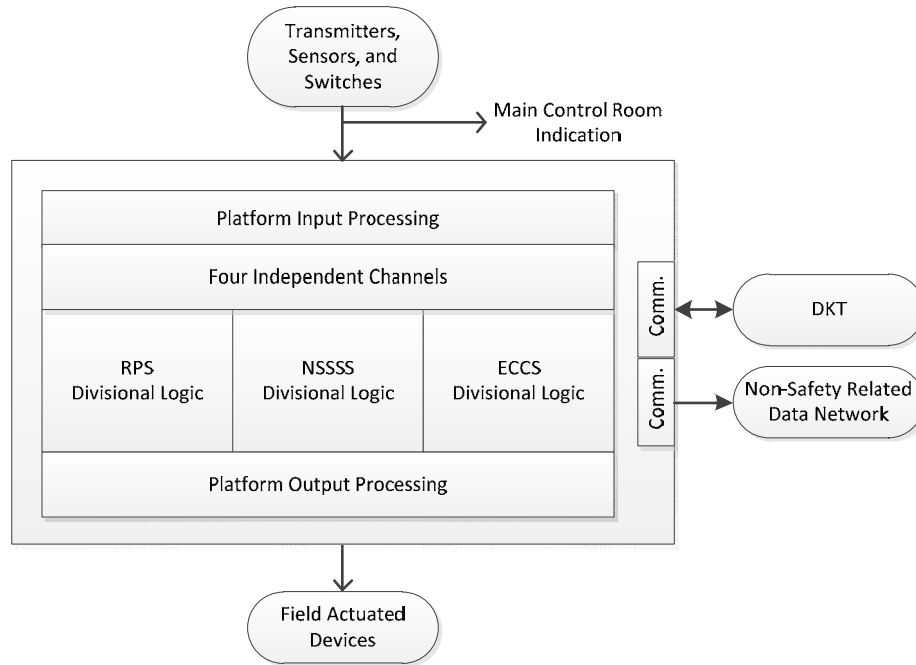 Transmitters,
Sensors, and
Switches
Main Control Room
Indication
Platform Input Processing
Four Independent Channels
RPS
Divisional Logic
NSSSS
Divisional Logic
ECCS
Divisional Logic
Comm.
DKT
Comm.
Non-Safety Related
Data Network
Platform Output Processing
Field Actuated
Devices